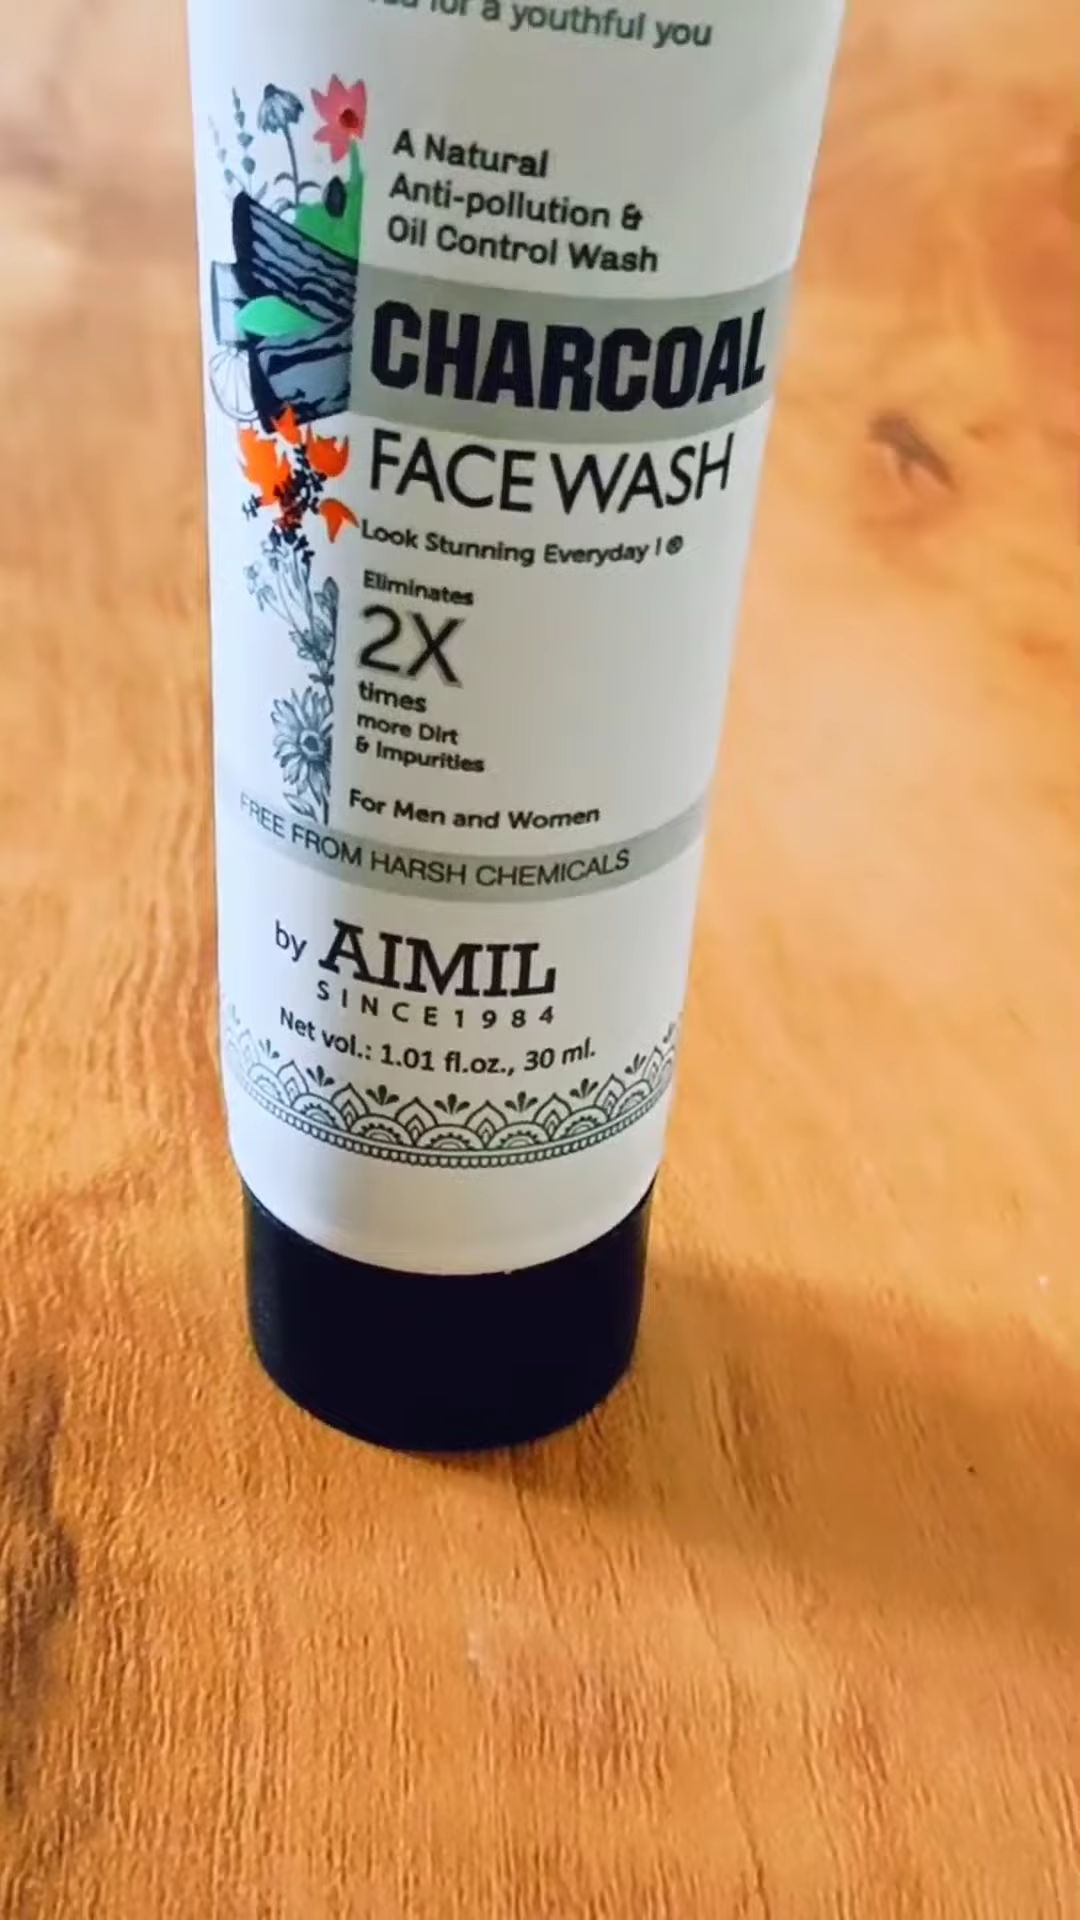 for a youthful you
A Natural
Anti-pollution &
Oil Control Wash
CHARCOAL
FACE WASH
Look Stunning Everyday ! ®
Eliminates
2X
times
more Dirt
& Impurities
For Men and Women
FREE FROM HARSH CHEMICALS
by AIMIL
SINCE 1984
Net vol.: 1.01 fl.oz., 30 ml.